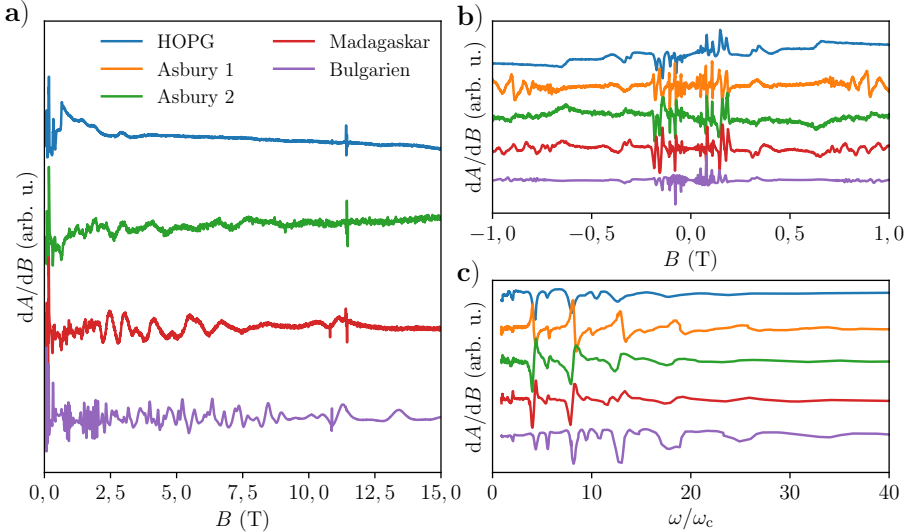 a)
HOPG
Asbury 1
Asbury 2
Madagaskar
Bulgarien
dA/dB (arb. u.)
0,0 2,5 5,0 7,5 10,0 12,5 15,0
B (T)
b)
dA/dB (arb. u.)
−1,0 −0,5 0,0 0,5 1,0
B (T)
c)
dA/dB (arb. u.)
0 10 20 30 40
ω/ωc